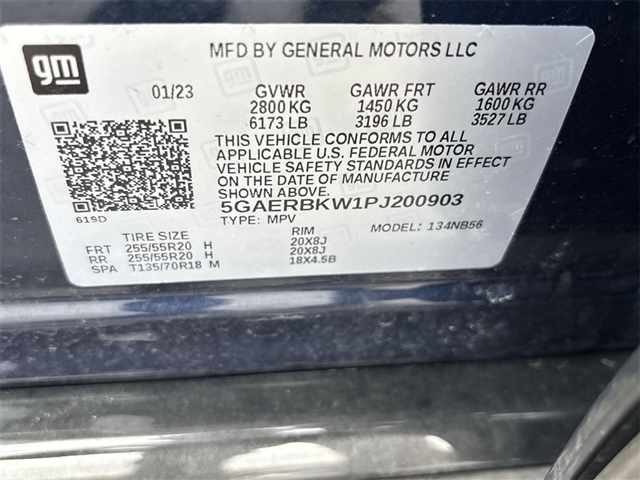 gm
MFD BY GENERAL MOTORS LLC
01/23 GVWR GAWR FRT GAWR RR
2800 KG 1450 KG 1600 KG
6173 LB 3196 LB 3527 LB
THIS VEHICLE CONFORMS TO ALL
APPLICABLE U.S. FEDERAL MOTOR
VEHICLE SAFETY STANDARDS IN EFFECT
ON THE DATE OF MANUFACTURE
SHOWN ABOVE.
619D
5GAERBKW1PJ200903
TYPE: MPV MODEL: 134NB56
TIRE SIZE RIM
FRT 255/55R20 H 20X8J
RR 255/55R20 H 20X8J
SPA T135/70R18 M 18X4.5B